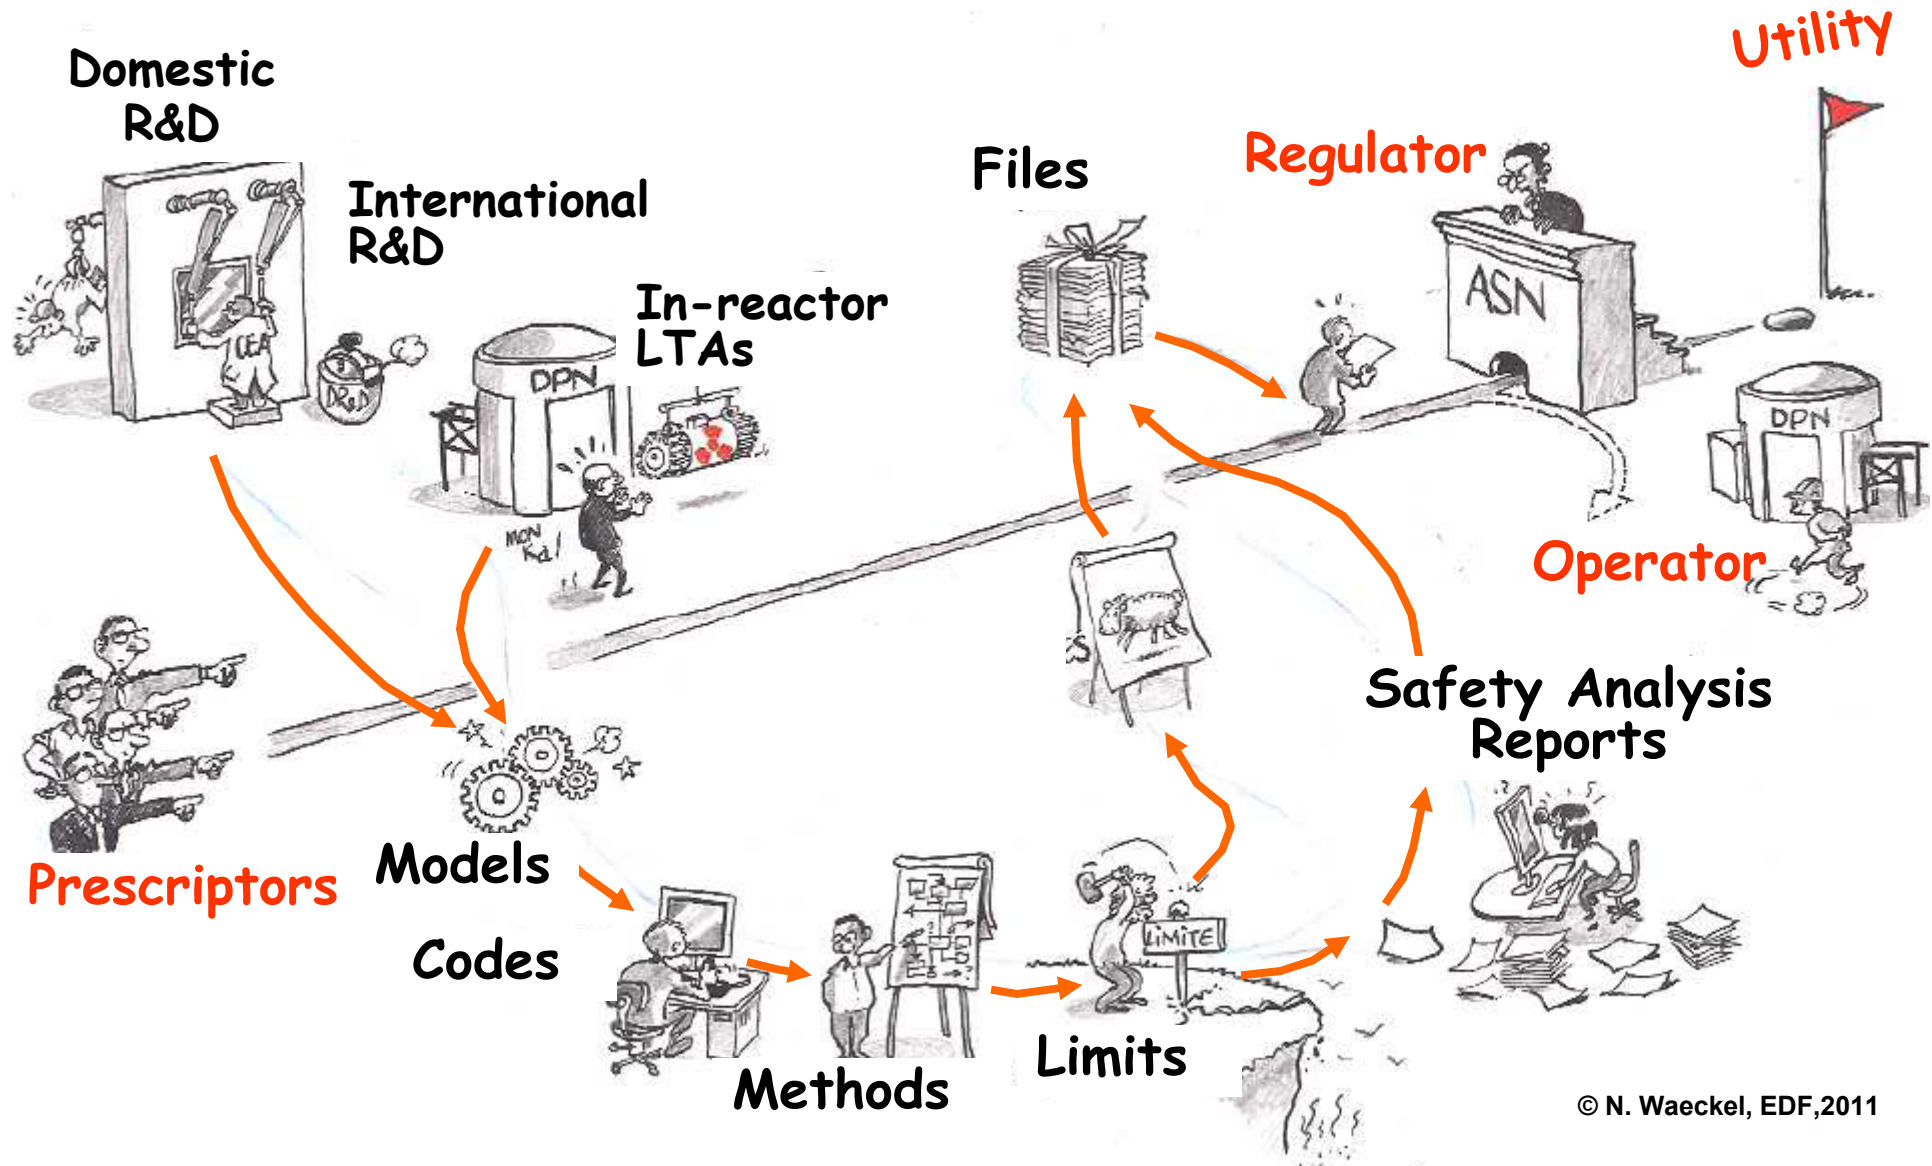 Utility
Domestic
R&D
Regulator
Files
International
R&D
ASN
In-reactor
LTAs
CEA
DPN
DPN
MON
Operator
Safety Analysis
Reports
Models
Prescriptors
LIMITE
Codes
Limits
Methods
© N. Waeckel, EDF,2011